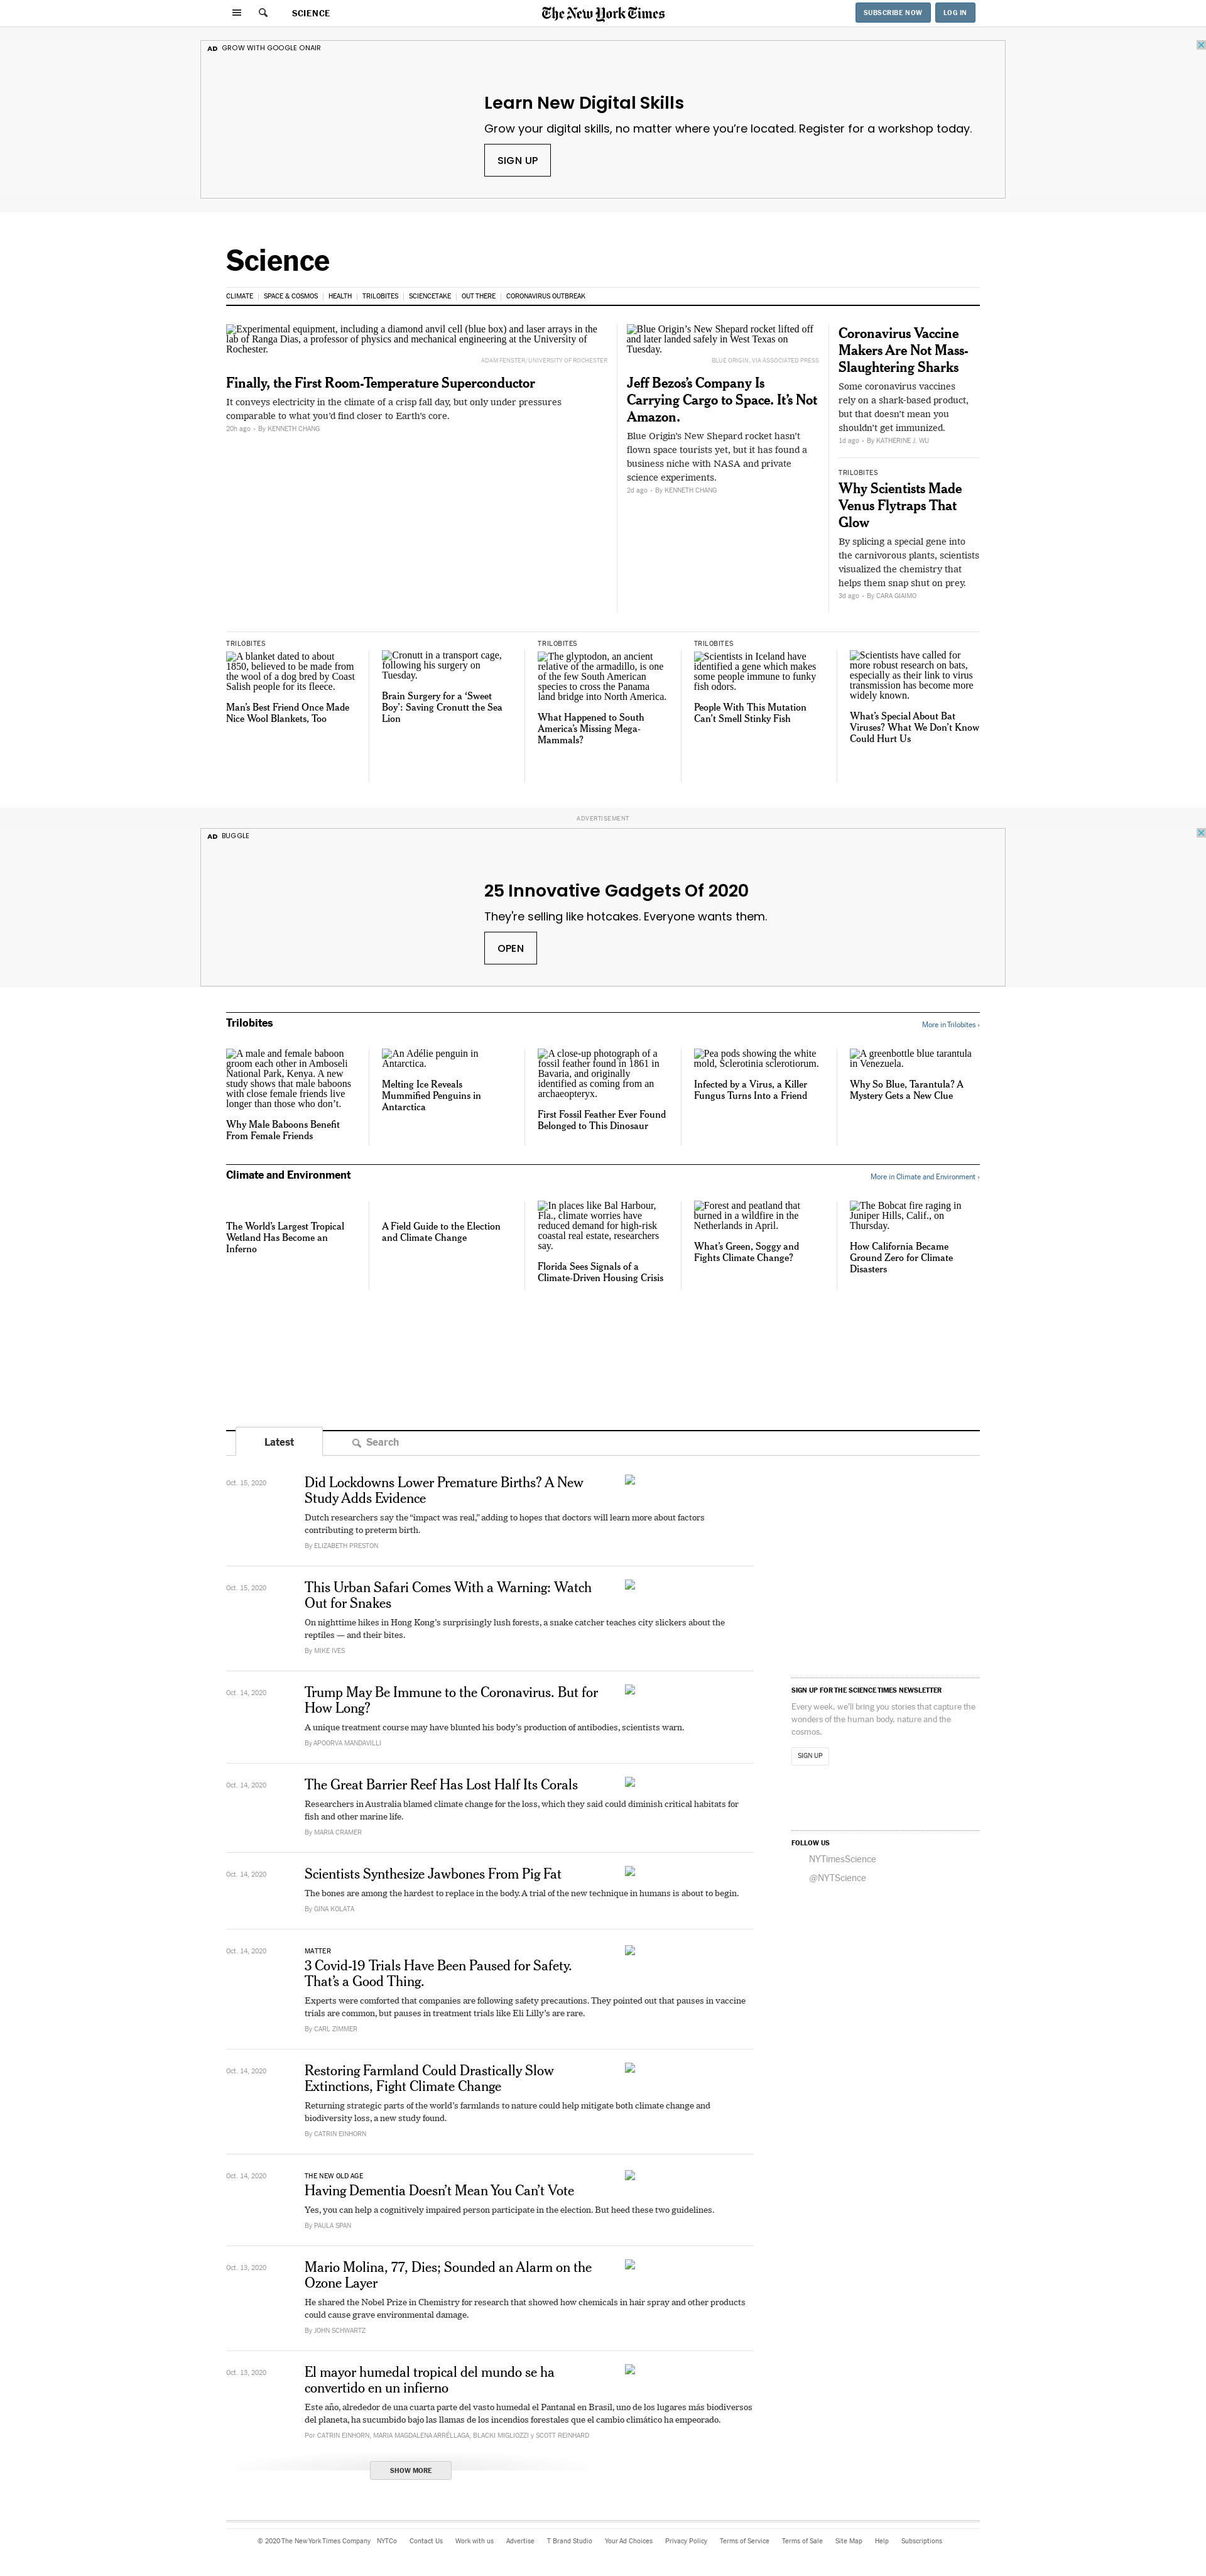 SCIENCE
The New York Times
SUBSCRIBE NOW
LOG IN
AD GROW WITH GOOGLE ONAIR
Learn New Digital Skills
Grow your digital skills, no matter where you’re located. Register for a workshop today.
SIGN UP
Science
CLIMATE
SPACE & COSMOS
HEALTH
TRILOBITES
SCIENCETAKE
OUT THERE
CORONAVIRUS OUTBREAK
Experimental equipment, including a diamond anvil cell (blue box) and laser arrays in the
lab of Ranga Dias, a professor of physics and mechanical engineering at the University of
Rochester.
ADAM FENSTER/UNIVERSITY OF ROCHESTER
Finally, the First Room-Temperature Superconductor
It conveys electricity in the climate of a crisp fall day, but only under pressures
comparable to what you’d find closer to Earth’s core.
20h ago • By KENNETH CHANG
Blue Origin’s New Shepard rocket lifted off
and later landed safely in West Texas on
Tuesday.
BLUE ORIGIN, VIA ASSOCIATED PRESS
Jeff Bezos’s Company Is
Carrying Cargo to Space. It’s Not
Amazon.
Blue Origin’s New Shepard rocket hasn’t
flown space tourists yet, but it has found a
business niche with NASA and private
science experiments.
2d ago • By KENNETH CHANG
Coronavirus Vaccine
Makers Are Not Mass-
Slaughtering Sharks
Some coronavirus vaccines
rely on a shark-based product,
but that doesn’t mean you
shouldn’t get immunized.
1d ago • By KATHERINE J. WU
TRILOBITES
Why Scientists Made
Venus Flytraps That
Glow
By splicing a special gene into
the carnivorous plants, scientists
visualized the chemistry that
helps them snap shut on prey.
3d ago • By CARA GIAIMO
TRILOBITES
A blanket dated to about
1850, believed to be made from
the wool of a dog bred by Coast
Salish people for its fleece.
Man’s Best Friend Once Made
Nice Wool Blankets, Too
Cronutt in a transport cage,
following his surgery on
Tuesday.
Brain Surgery for a ‘Sweet
Boy’: Saving Cronutt the Sea
Lion
TRILOBITES
The glyptodon, an ancient
relative of the armadillo, is one
of the few South American
species to cross the Panama
land bridge into North America.
What Happened to South
America’s Missing Mega-
Mammals?
TRILOBITES
Scientists in Iceland have
identified a gene which makes
some people immune to funky
fish odors.
People With This Mutation
Can’t Smell Stinky Fish
Scientists have called for
more robust research on bats,
especially as their link to virus
transmission has become more
widely known.
What’s Special About Bat
Viruses? What We Don’t Know
Could Hurt Us
ADVERTISEMENT
AD BUGGLE
25 Innovative Gadgets Of 2020
They're selling like hotcakes. Everyone wants them.
OPEN
Trilobites
More in Trilobites ›
A male and female baboon
groom each other in Amboseli
National Park, Kenya. A new
study shows that male baboons
with close female friends live
longer than those who don’t.
Why Male Baboons Benefit
From Female Friends
An Adélie penguin in
Antarctica.
Melting Ice Reveals
Mummified Penguins in
Antarctica
A close-up photograph of a
fossil feather found in 1861 in
Bavaria, and originally
identified as coming from an
archaeopteryx.
First Fossil Feather Ever Found
Belonged to This Dinosaur
Pea pods showing the white
mold, Sclerotinia sclerotiorum.
Infected by a Virus, a Killer
Fungus Turns Into a Friend
A greenbottle blue tarantula
in Venezuela.
Why So Blue, Tarantula? A
Mystery Gets a New Clue
Climate and Environment
More in Climate and Environment ›
The World’s Largest Tropical
Wetland Has Become an
Inferno
A Field Guide to the Election
and Climate Change
In places like Bal Harbour,
Fla., climate worries have
reduced demand for high-risk
coastal real estate, researchers
say.
Florida Sees Signals of a
Climate-Driven Housing Crisis
Forest and peatland that
burned in a wildfire in the
Netherlands in April.
What’s Green, Soggy and
Fights Climate Change?
The Bobcat fire raging in
Juniper Hills, Calif., on
Thursday.
How California Became
Ground Zero for Climate
Disasters
Latest
Search
Oct. 15, 2020
Did Lockdowns Lower Premature Births? A New
Study Adds Evidence
Dutch researchers say the “impact was real,” adding to hopes that doctors will learn more about factors
contributing to preterm birth.
By ELIZABETH PRESTON
Oct. 15, 2020
This Urban Safari Comes With a Warning: Watch
Out for Snakes
On nighttime hikes in Hong Kong’s surprisingly lush forests, a snake catcher teaches city slickers about the
reptiles — and their bites.
By MIKE IVES
Oct. 14, 2020
Trump May Be Immune to the Coronavirus. But for
How Long?
A unique treatment course may have blunted his body’s production of antibodies, scientists warn.
By APOORVA MANDAVILLI
Oct. 14, 2020
The Great Barrier Reef Has Lost Half Its Corals
Researchers in Australia blamed climate change for the loss, which they said could diminish critical habitats for
fish and other marine life.
By MARIA CRAMER
Oct. 14, 2020
Scientists Synthesize Jawbones From Pig Fat
The bones are among the hardest to replace in the body. A trial of the new technique in humans is about to begin.
By GINA KOLATA
Oct. 14, 2020
MATTER
3 Covid-19 Trials Have Been Paused for Safety.
That’s a Good Thing.
Experts were comforted that companies are following safety precautions. They pointed out that pauses in vaccine
trials are common, but pauses in treatment trials like Eli Lilly’s are rare.
By CARL ZIMMER
Oct. 14, 2020
Restoring Farmland Could Drastically Slow
Extinctions, Fight Climate Change
Returning strategic parts of the world’s farmlands to nature could help mitigate both climate change and
biodiversity loss, a new study found.
By CATRIN EINHORN
Oct. 14, 2020
THE NEW OLD AGE
Having Dementia Doesn’t Mean You Can’t Vote
Yes, you can help a cognitively impaired person participate in the election. But heed these two guidelines.
By PAULA SPAN
Oct. 13, 2020
Mario Molina, 77, Dies; Sounded an Alarm on the
Ozone Layer
He shared the Nobel Prize in Chemistry for research that showed how chemicals in hair spray and other products
could cause grave environmental damage.
By JOHN SCHWARTZ
Oct. 13, 2020
El mayor humedal tropical del mundo se ha
convertido en un infierno
Este año, alrededor de una cuarta parte del vasto humedal el Pantanal en Brasil, uno de los lugares más biodiversos
del planeta, ha sucumbido bajo las llamas de los incendios forestales que el cambio climático ha empeorado.
Por CATRIN EINHORN, MARIA MAGDALENA ARRÉLLAGA, BLACKI MIGLIOZZI y SCOTT REINHARD
SHOW MORE
SIGN UP FOR THE SCIENCE TIMES NEWSLETTER
Every week, we'll bring you stories that capture the
wonders of the human body, nature and the
cosmos.
SIGN UP
FOLLOW US
NYTimesScience
@NYTScience
© 2020 The New York Times Company
NYTCo
Contact Us
Work with us
Advertise
T Brand Studio
Your Ad Choices
Privacy Policy
Terms of Service
Terms of Sale
Site Map
Help
Subscriptions